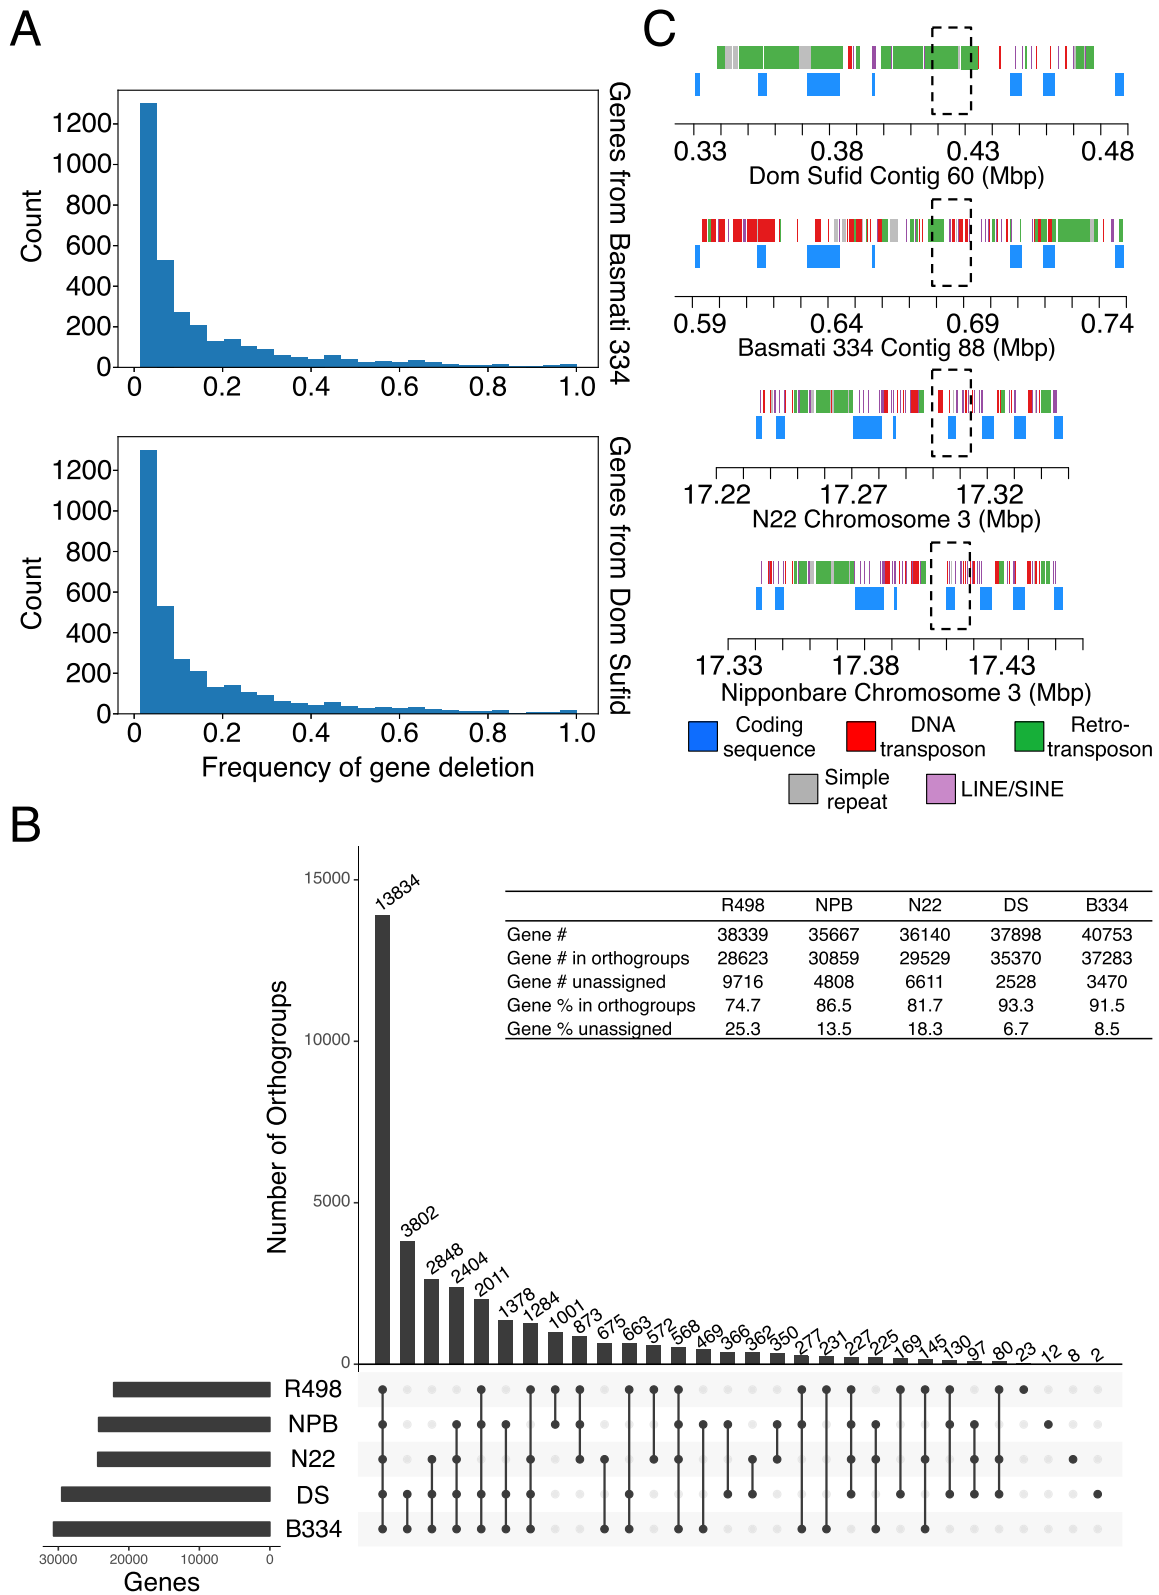 A
1200
1000
800
600
400
200
0
Count
0 0.2 0.4 0.6 0.8 1.0
Genes from Basmati 334
1200
1000
800
600
400
200
0
Count
0 0.2 0.4 0.6 0.8 1.0
Genes from Dom Sufid
Frequency of gene deletion
C
0.33 0.38 0.43 0.48
Dom Sufid Contig 60 (Mbp)
0.59 0.64 0.69 0.74
Basmati 334 Contig 88 (Mbp)
17.22 17.27 17.32
N22 Chromosome 3 (Mbp)
17.33 17.38 17.43
Nipponbare Chromosome 3 (Mbp)
Coding
sequence
DNA
transposon
Retro-
transposon
Simple
repeat
LINE/SINE
B
15000
10000
5000
0
Number of Orthogroups
13834 3802 2848 2404 2011 1378 1284 1001 873 675 663 572 568 469 366 362 350 277 231 227 225 169 145 130 97 80 23 12 8 2
R498 NPB N22 DS B334
Gene # 38339 35667 36140 37898 40753
Gene # in orthogroups 28623 30859 29529 35370 37283
Gene # unassigned 9716 4808 6611 2528 3470
Gene % in orthogroups 74.7 86.5 81.7 93.3 91.5
Gene % unassigned 25.3 13.5 18.3 6.7 8.5
R498
NPB
N22
DS
B334
30000 20000 10000 0
Genes